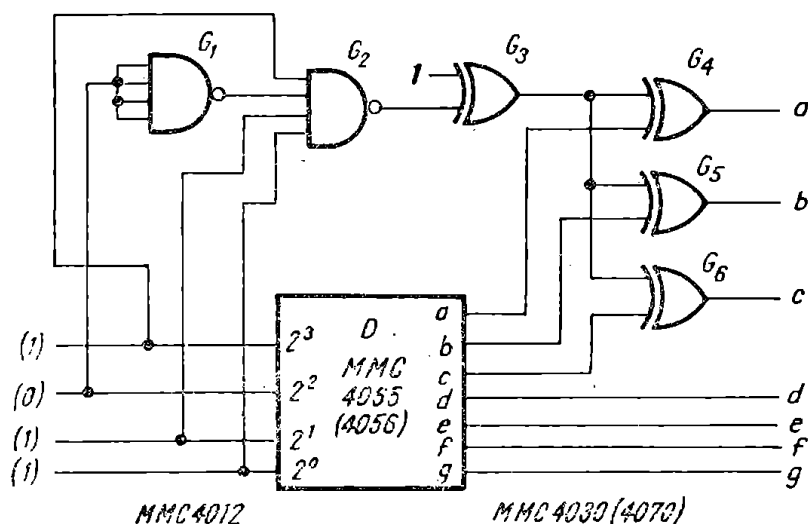 G1
G2
G3
G4
1
a
G5
b
G6
c
a
D
(1)
2³
MMC
b
4055
c
(0)
2²
(4056)
d
d
e
e
(1)
2¹
f
f
(1)
2⁰
g
g
MMC4012
MMC4030 (4070)